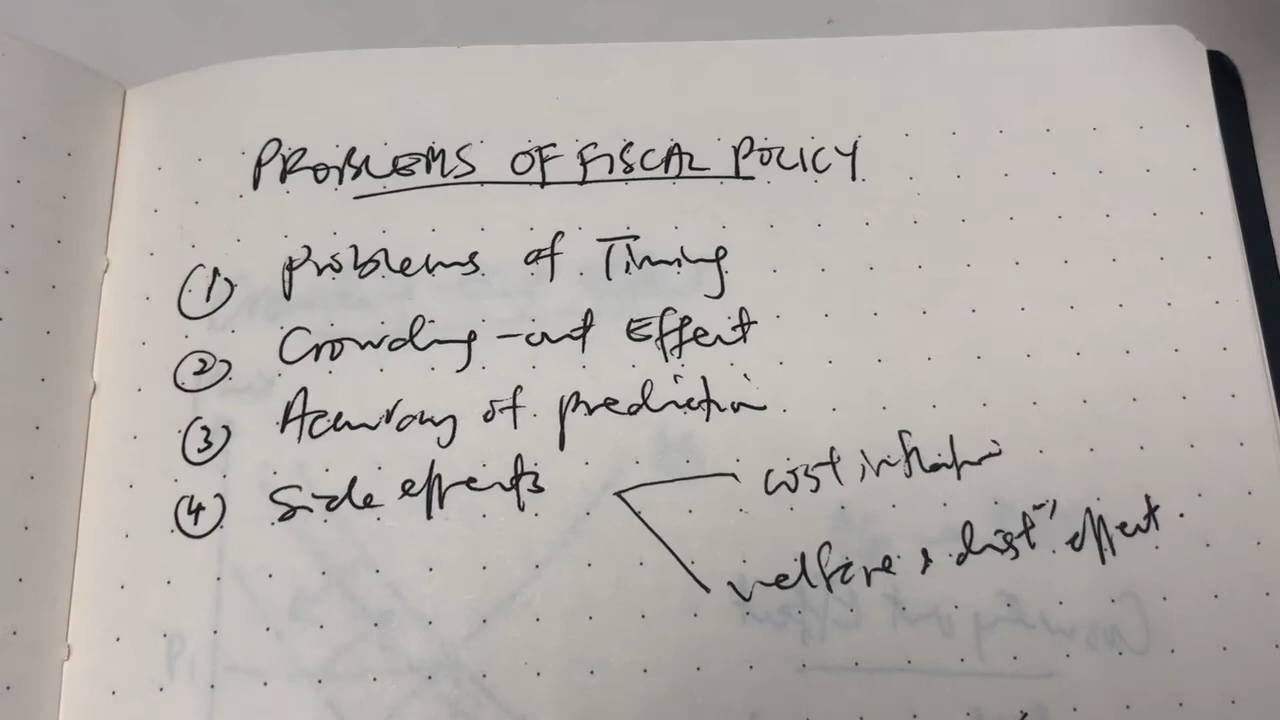 PROBLEMS OF FISCAL POLICY
① Problems of Timing
② Crowding-out Effect
③ Accuracy of prediction
④ Side effects
cost inflation
welfare & distⁿ effect.